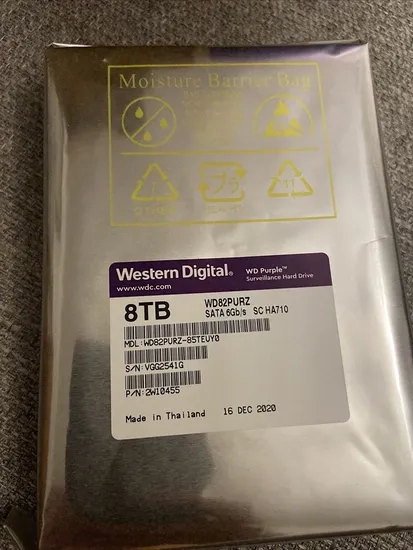 Moisture Barrier Bag
Western Digital®
www.wdc.com
WD Purple™
Surveillance Hard Drive
8TB
WD82PURZ
SATA 6Gb/s SC HA710
MDL:WD82PURZ-85TEUY0
S/N:VGG2541G
P/N:2W10455
Made in Thailand 16 DEC 2020